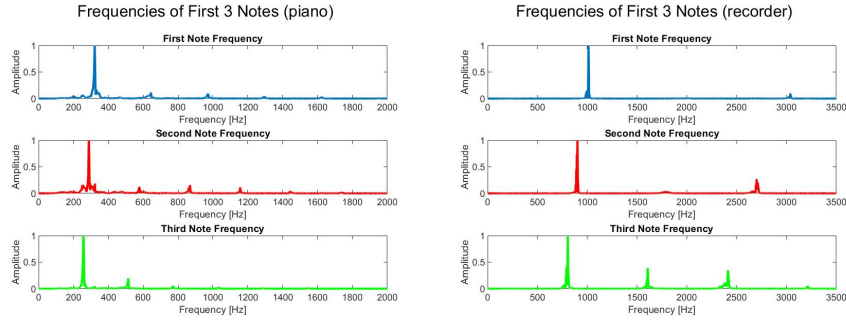 Frequencies of First 3 Notes (piano)
First Note Frequency
Amplitude
1
0.5
0
0 200 400 600 800 1000 1200 1400 1600 1800 2000
Frequency [Hz]
Second Note Frequency
Amplitude
1
0.5
0
0 200 400 600 800 1000 1200 1400 1600 1800 2000
Frequency [Hz]
Third Note Frequency
Amplitude
1
0.5
0
0 200 400 600 800 1000 1200 1400 1600 1800 2000
Frequency [Hz]
Frequencies of First 3 Notes (recorder)
First Note Frequency
Amplitude
1
0.5
0
0 500 1000 1500 2000 2500 3000 3500
Frequency [Hz]
Second Note Frequency
Amplitude
1
0.5
0
0 500 1000 1500 2000 2500 3000 3500
Frequency [Hz]
Third Note Frequency
Amplitude
1
0.5
0
0 500 1000 1500 2000 2500 3000 3500
Frequency [Hz]